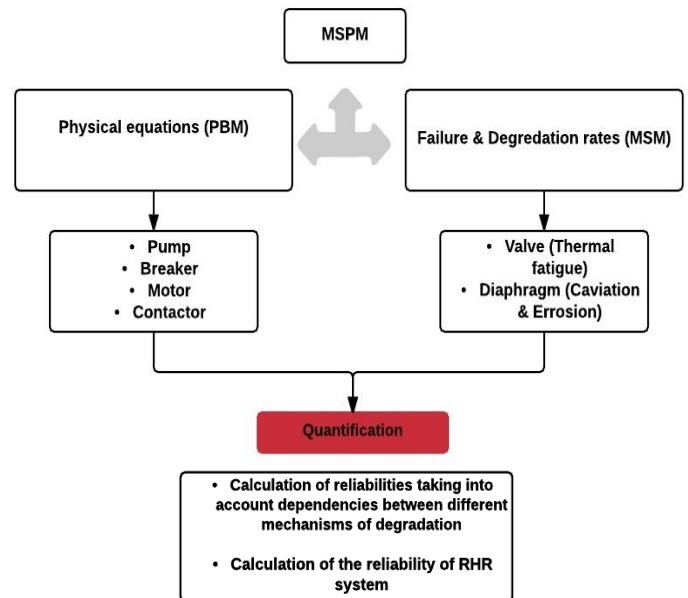 MSPM
Physical equations (PBM)
Failure & Degredation rates (MSM)
• Pump
• Breaker
• Motor
• Contactor
• Valve (Thermal
fatigue)
• Diaphragm (Caviation
& Errosion)
Quantification
• Calculation of reliabilities taking into
account dependencies between different
mechanisms of degradation
• Calculation of the reliability of RHR
system